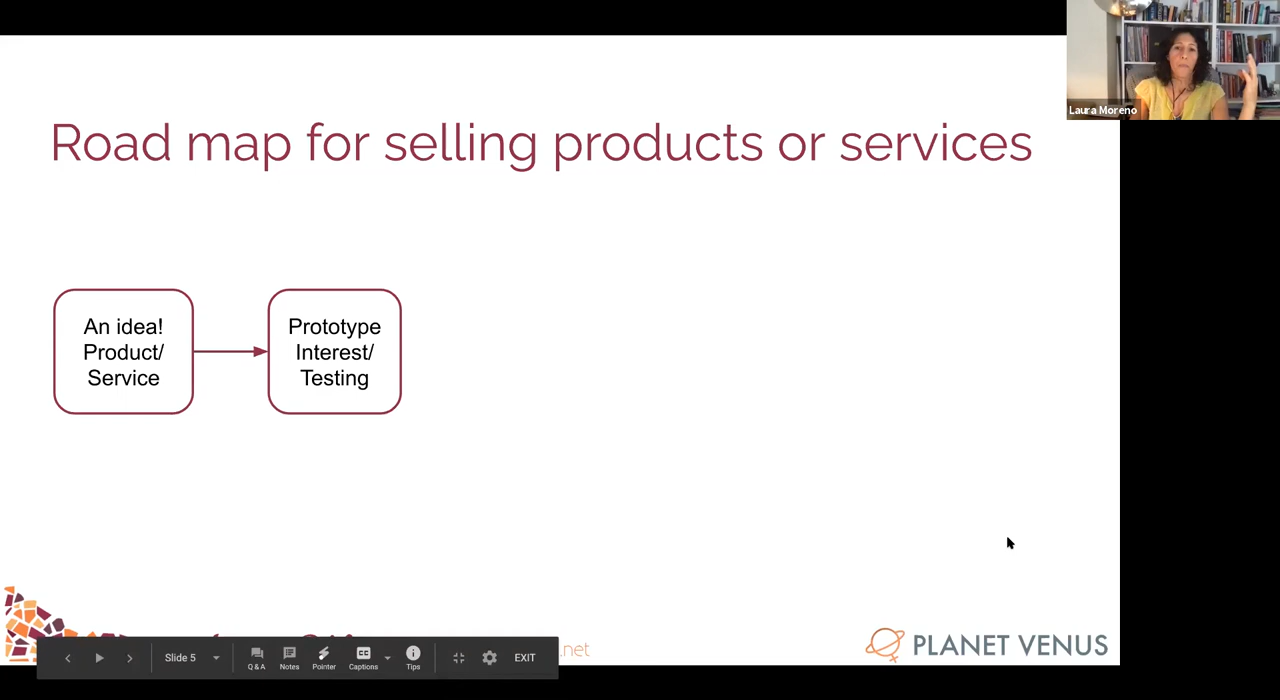 Road map for selling products or services
Laura Moreno
An idea!
Product/
Service
Prototype
Interest/
Testing
.net
PLANET VENUS
Slide 5
Q & A
Notes
Pointer
Captions
Tips
EXIT